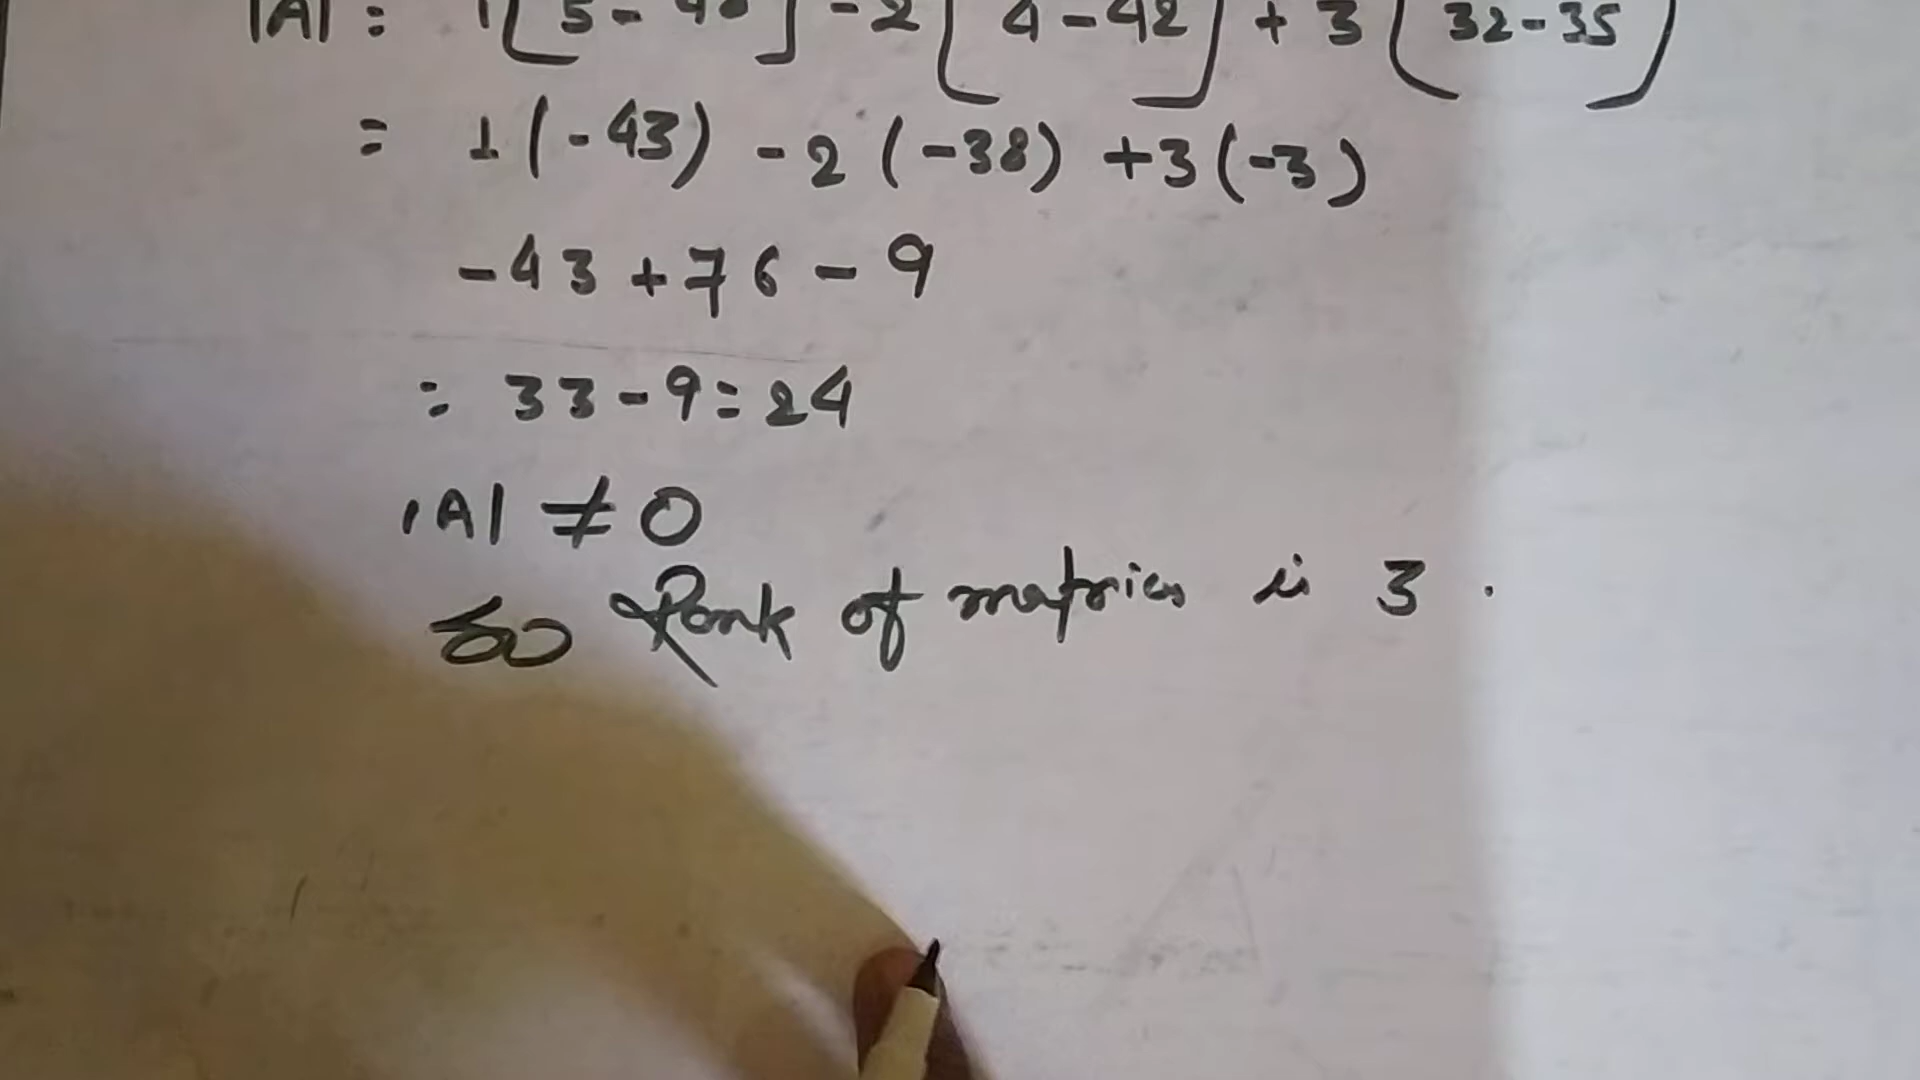 |A| = 1[5 - 48] - 2[4 - 42] + 3[32 - 35]
= 1(-43) - 2(-38) + 3(-3)
-43 + 76 - 9
= 33 - 9 = 24
|A| ≠ 0
So Rank of matrics is 3.